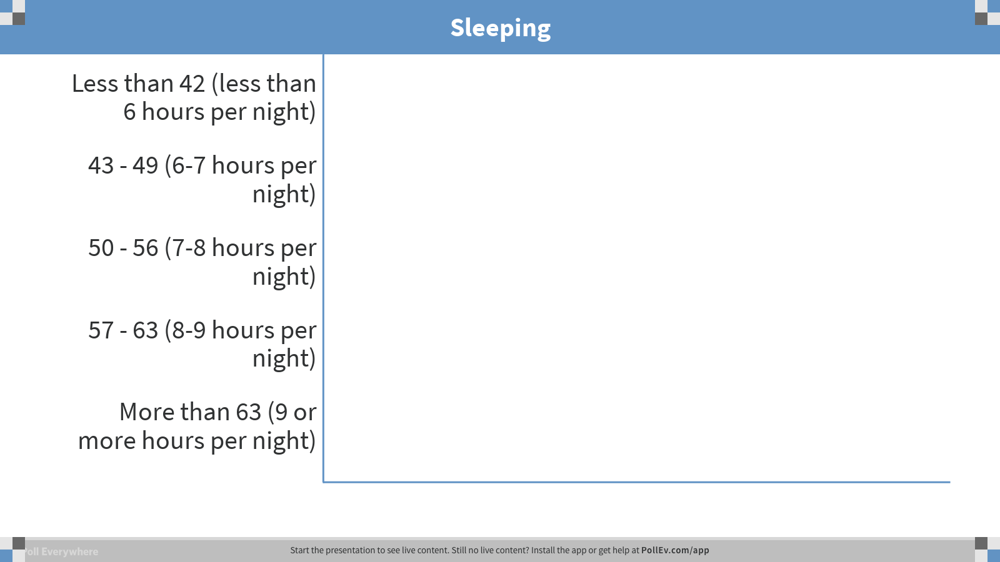 Sleeping
Less than 42 (less than
6 hours per night)
43 - 49 (6-7 hours per
night)
50 - 56 (7-8 hours per
night)
57 - 63 (8-9 hours per
night)
More than 63 (9 or
more hours per night)
Poll Everywhere
Start the presentation to see live content. Still no live content? Install the app or get help at PollEv.com/app